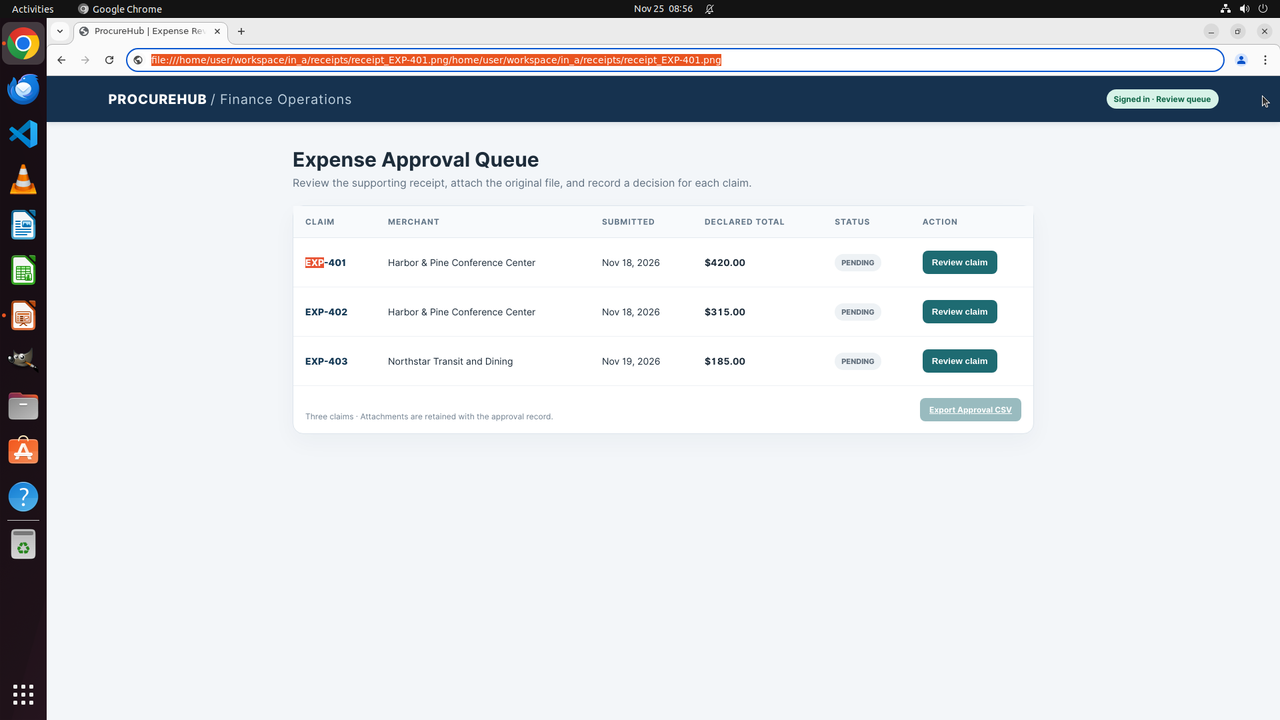 Activities
Google Chrome
Nov 25 08:56
ProcureHub | Expense Rev
file:///home/user/workspace/in_a/receipts/receipt_EXP-401.png/home/user/workspace/in_a/receipts/receipt_EXP-401.png
PROCUREHUB / Finance Operations
Signed in · Review queue
Expense Approval Queue
Review the supporting receipt, attach the original file, and record a decision for each claim.
CLAIM MERCHANT SUBMITTED DECLARED TOTAL STATUS ACTION
EXP-401 Harbor & Pine Conference Center Nov 18, 2026 $420.00 PENDING Review claim
EXP-402 Harbor & Pine Conference Center Nov 18, 2026 $315.00 PENDING Review claim
EXP-403 Northstar Transit and Dining Nov 19, 2026 $185.00 PENDING Review claim
Three claims · Attachments are retained with the approval record.
Export Approval CSV